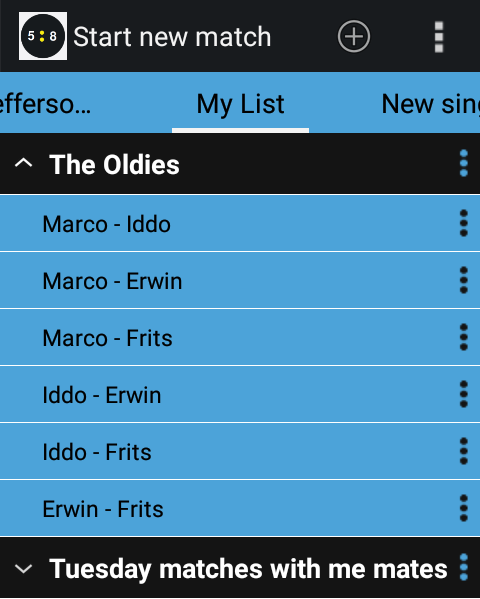 5:8 Start new match
efferso... My List New sing
The Oldies
Marco - Iddo
Marco - Erwin
Marco - Frits
Iddo - Erwin
Iddo - Frits
Erwin - Frits
Tuesday matches with me mates